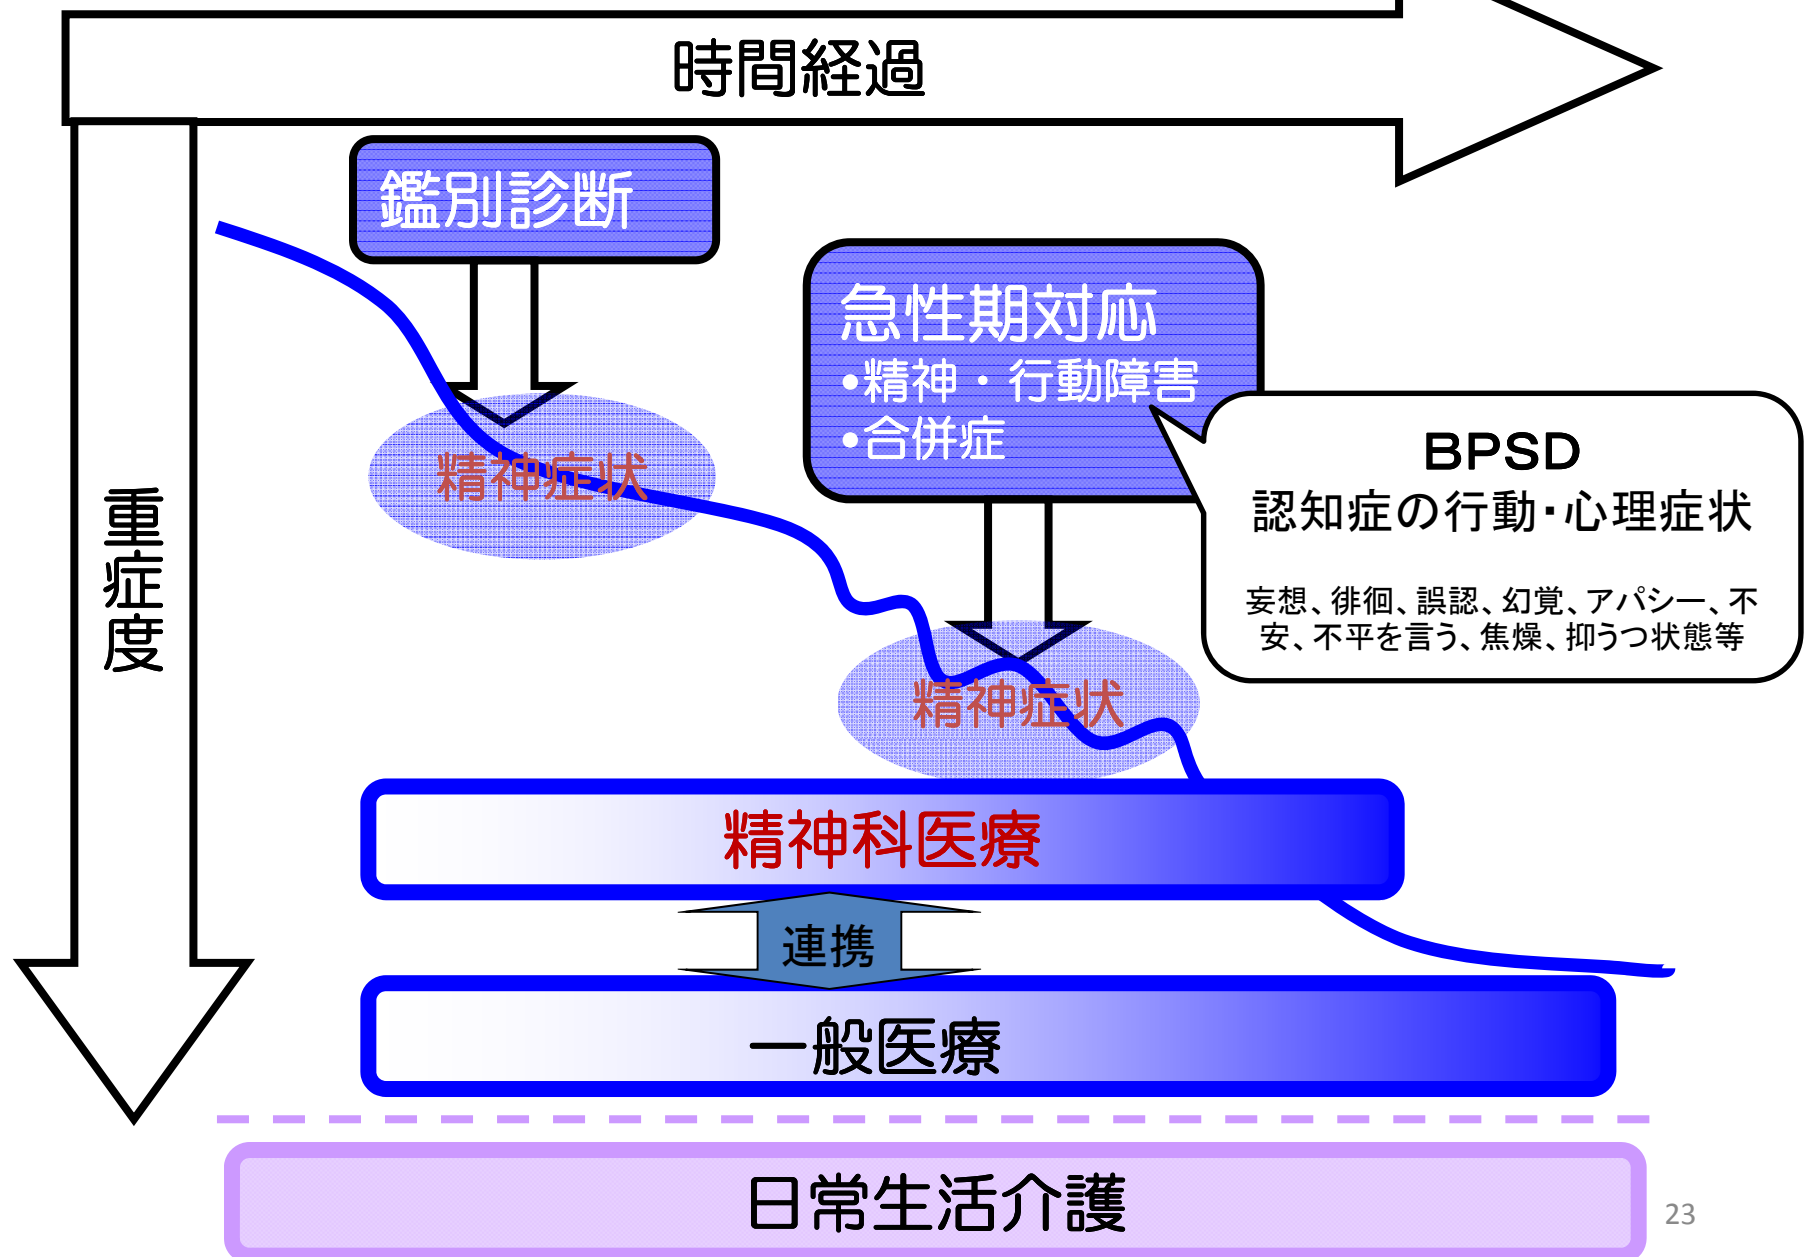 時間経過
鑑別診断
急性期対応
•精神・行動障害
•合併症
BPSD
認知症の行動・心理症状
妄想、徘徊、誤認、幻覚、アパシー、不
安、不平を言う、焦燥、抑うつ状態等
重症度
精神症状
精神症状
精神科医療
連携
一般医療
日常生活介護
23